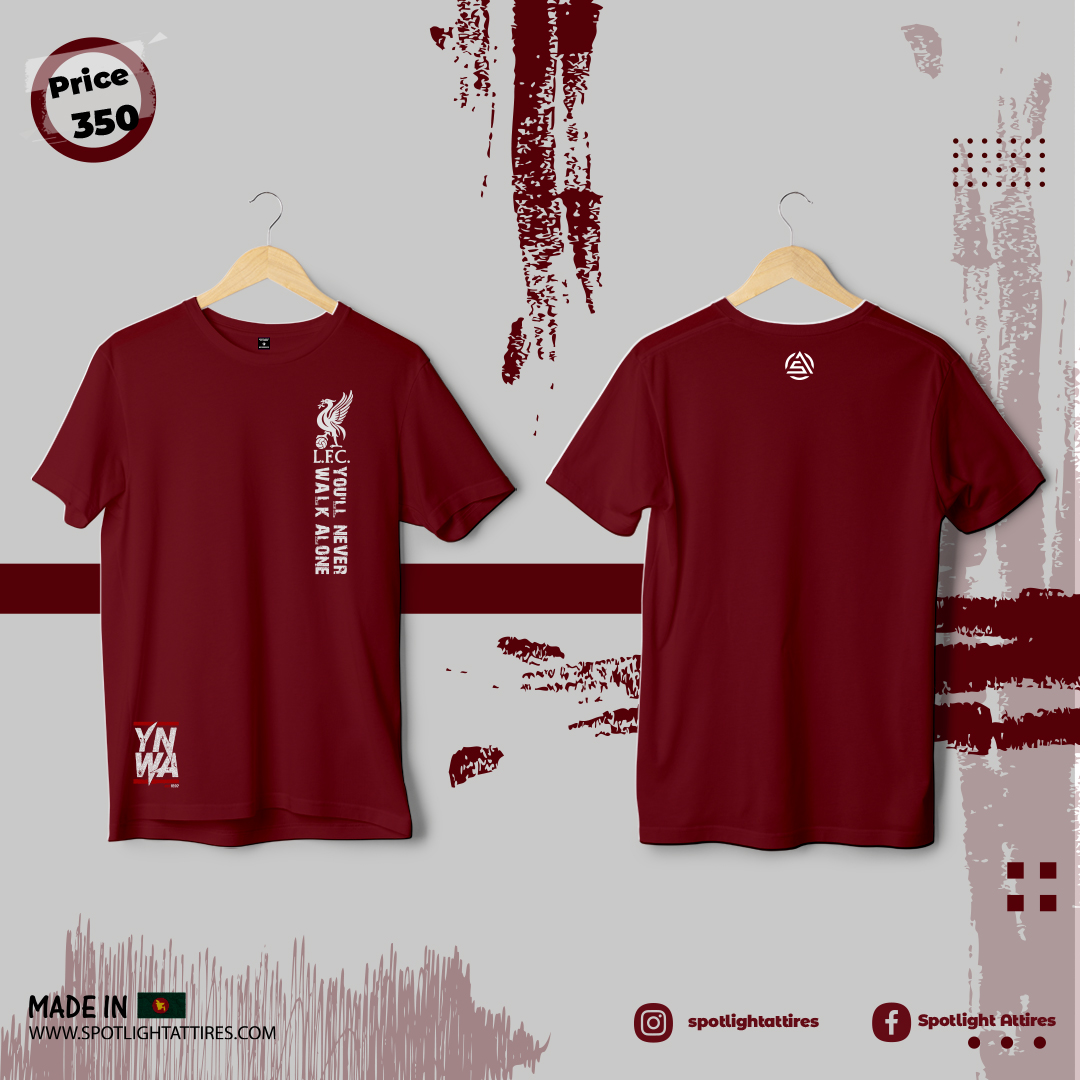 Price
350
L.F.C.
YOU'LL NEVER
WALK ALONE
YN
WA
MADE IN
WWW.SPOTLIGHTATTIRES.COM
spotlightattires
Spotlight Attires